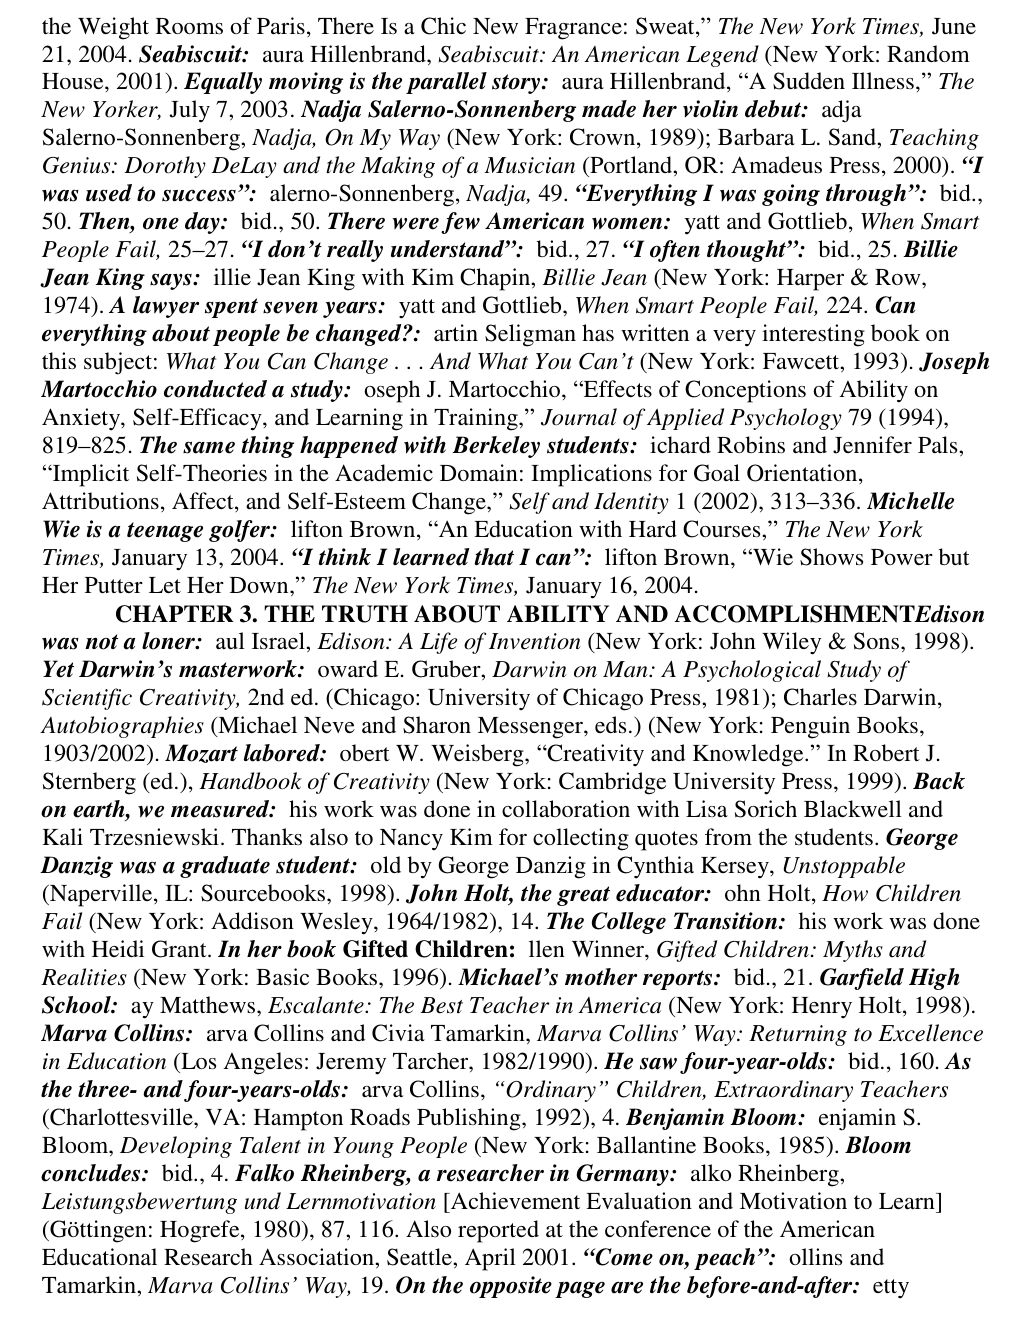 the Weight Rooms of Paris, There Is a Chic New Fragrance: Sweat,” The New York Times, June
21, 2004. Seabiscuit: aura Hillenbrand, Seabiscuit: An American Legend (New York: Random
House, 2001). Equally moving is the parallel story: aura Hillenbrand, “A Sudden Illness,” The
New Yorker, July 7, 2003. Nadja Salerno-Sonnenberg made her violin debut: adja
Salerno-Sonnenberg, Nadja, On My Way (New York: Crown, 1989); Barbara L. Sand, Teaching
Genius: Dorothy DeLay and the Making of a Musician (Portland, OR: Amadeus Press, 2000). “I
was used to success”: alerno-Sonnenberg, Nadja, 49. “Everything I was going through”: bid.,
50. Then, one day: bid., 50. There were few American women: yatt and Gottlieb, When Smart
People Fail, 25–27. “I don’t really understand”: bid., 27. “I often thought”: bid., 25. Billie
Jean King says: illie Jean King with Kim Chapin, Billie Jean (New York: Harper & Row,
1974). A lawyer spent seven years: yatt and Gottlieb, When Smart People Fail, 224. Can
everything about people be changed?: artin Seligman has written a very interesting book on
this subject: What You Can Change . . . And What You Can’t (New York: Fawcett, 1993). Joseph
Martocchio conducted a study: oseph J. Martocchio, “Effects of Conceptions of Ability on
Anxiety, Self-Efficacy, and Learning in Training,” Journal of Applied Psychology 79 (1994),
819–825. The same thing happened with Berkeley students: ichard Robins and Jennifer Pals,
“Implicit Self-Theories in the Academic Domain: Implications for Goal Orientation,
Attributions, Affect, and Self-Esteem Change,” Self and Identity 1 (2002), 313–336. Michelle
Wie is a teenage golfer: lifton Brown, “An Education with Hard Courses,” The New York
Times, January 13, 2004. “I think I learned that I can”: lifton Brown, “Wie Shows Power but
Her Putter Let Her Down,” The New York Times, January 16, 2004.
CHAPTER 3. THE TRUTH ABOUT ABILITY AND ACCOMPLISHMENTEdison
was not a loner: aul Israel, Edison: A Life of Invention (New York: John Wiley & Sons, 1998).
Yet Darwin’s masterwork: oward E. Gruber, Darwin on Man: A Psychological Study of
Scientific Creativity, 2nd ed. (Chicago: University of Chicago Press, 1981); Charles Darwin,
Autobiographies (Michael Neve and Sharon Messenger, eds.) (New York: Penguin Books,
1903/2002). Mozart labored: obert W. Weisberg, “Creativity and Knowledge.” In Robert J.
Sternberg (ed.), Handbook of Creativity (New York: Cambridge University Press, 1999). Back
on earth, we measured: his work was done in collaboration with Lisa Sorich Blackwell and
Kali Trzesniewski. Thanks also to Nancy Kim for collecting quotes from the students. George
Danzig was a graduate student: old by George Danzig in Cynthia Kersey, Unstoppable
(Naperville, IL: Sourcebooks, 1998). John Holt, the great educator: ohn Holt, How Children
Fail (New York: Addison Wesley, 1964/1982), 14. The College Transition: his work was done
with Heidi Grant. In her book Gifted Children: llen Winner, Gifted Children: Myths and
Realities (New York: Basic Books, 1996). Michael’s mother reports: bid., 21. Garfield High
School: ay Matthews, Escalante: The Best Teacher in America (New York: Henry Holt, 1998).
Marva Collins: arva Collins and Civia Tamarkin, Marva Collins’ Way: Returning to Excellence
in Education (Los Angeles: Jeremy Tarcher, 1982/1990). He saw four-year-olds: bid., 160. As
the three- and four-years-olds: arva Collins, “Ordinary” Children, Extraordinary Teachers
(Charlottesville, VA: Hampton Roads Publishing, 1992), 4. Benjamin Bloom: enjamin S.
Bloom, Developing Talent in Young People (New York: Ballantine Books, 1985). Bloom
concludes: bid., 4. Falko Rheinberg, a researcher in Germany: alko Rheinberg,
Leistungsbewertung und Lernmotivation [Achievement Evaluation and Motivation to Learn]
(Göttingen: Hogrefe, 1980), 87, 116. Also reported at the conference of the American
Educational Research Association, Seattle, April 2001. “Come on, peach”: ollins and
Tamarkin, Marva Collins’ Way, 19. On the opposite page are the before-and-after: etty